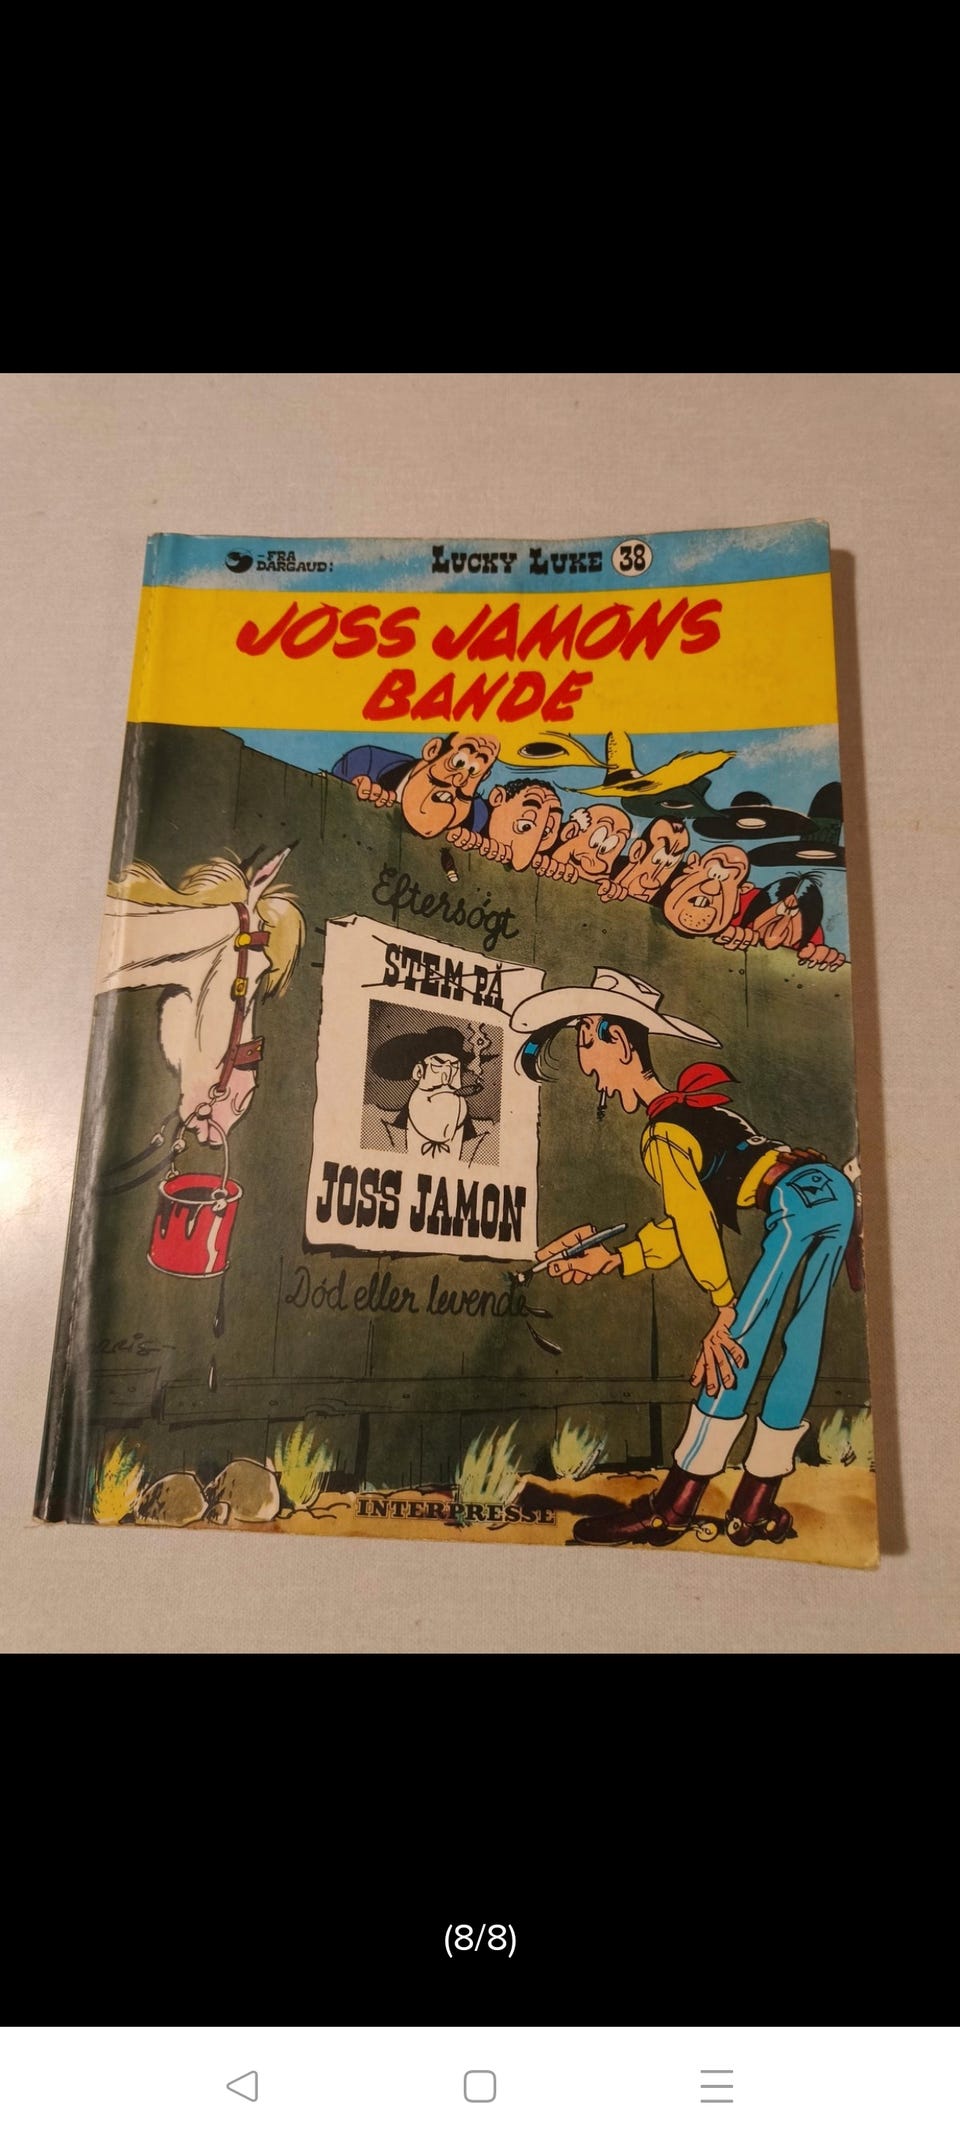 -FRA
DARGAUD:
LUCKY LUKE 38
JOSS JAMONS
BANDE
Eftersøgt
STEM PÅ
JOSS JAMON
Død eller levende
INTERPRESSE
(8/8)